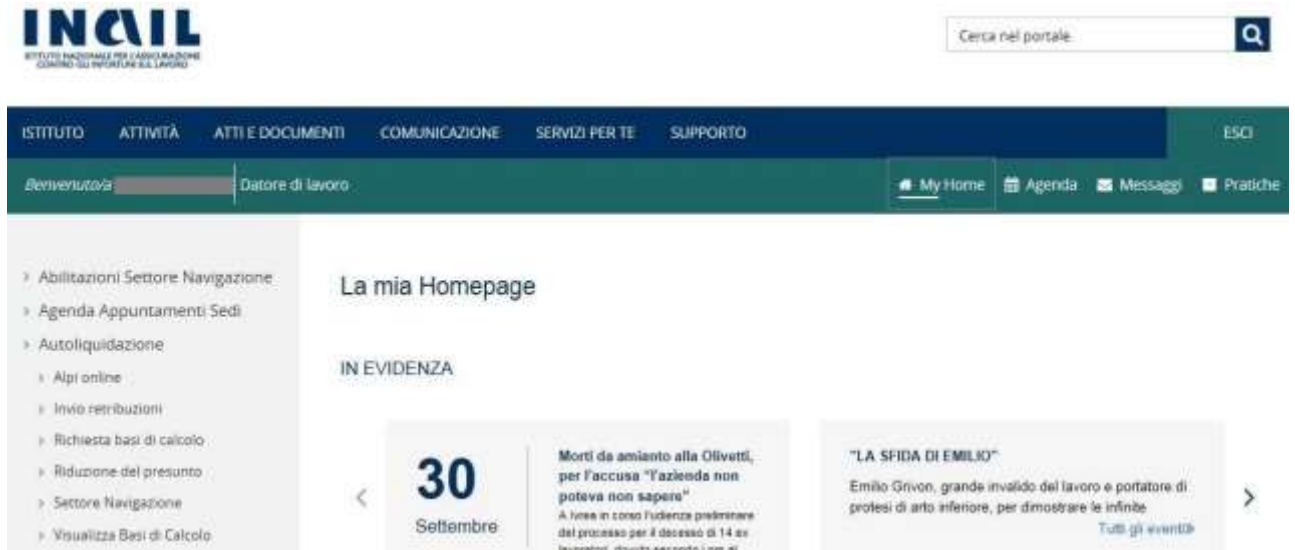 INAIL
ISTITUTO NAZIONALE PER L'ASSICURAZIONE
CONTRO GLI INFORTUNI SUL LAVORO
Cerca nel portale
ISTITUTO ATTIVITÀ ATTI E DOCUMENTI COMUNICAZIONE SERVIZI PER TE SUPPORTO ESCI
Benvenuto/a Datore di lavoro My Home Agenda Messaggi Pratiche
Abilitazioni Settore Navigazione
Agenda Appuntamenti Sedi
Autoliquidazione
Alpi online
Invio retribuzioni
Richiesta basi di calcolo
Riduzione del presunto
Settore Navigazione
Visualizza Basi di Calcolo
La mia Homepage
IN EVIDENZA
30
Settembre
Morti da amianto alla Olivetti,
per l'accusa "l'azienda non
poteva non sapere"
A Ivrea in corso l'udienza preliminare
del processo per il decesso di 14 ex
"LA SFIDA DI EMILIO"
Emilio Grivon, grande invalido del lavoro e portatore di
protesi di arto inferiore, per dimostrare le infinite
Tutti gli eventi